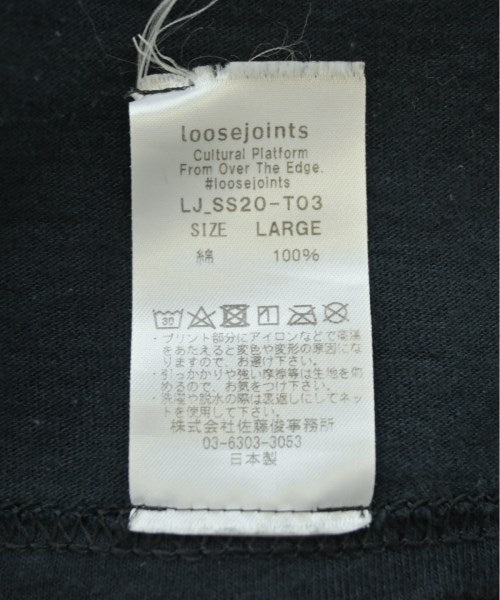 loosejoints
Cultural Platform
From Over The Edge.
#loosejoints
LJ_SS20-T03
SIZE LARGE
綿 100%
30
・プリント部分にアイロンなどで高温
をあたえると変色や変形の原因にな
りますので、お避け下さい。
・引っかかりや強い摩擦等は生地を傷
めるので、お気をつけ下さい。
・洗濯や脱水の際は裏返しにしてネッ
トを使用して下さい。
株式会社佐藤俊事務所
03-6303-3053
日本製